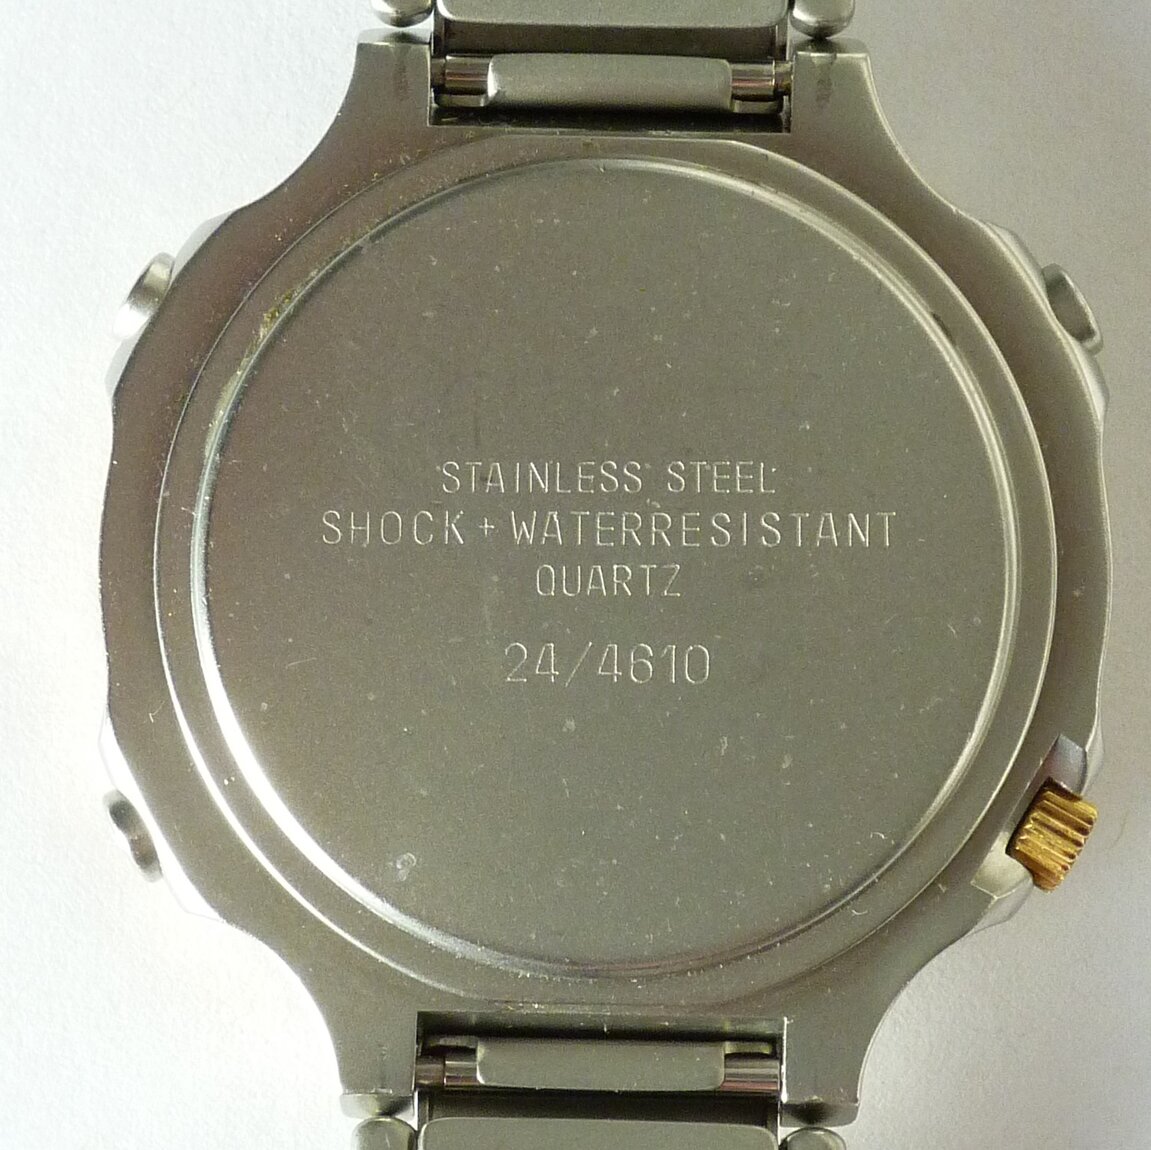 STAINLESS STEEL
SHOCK + WATERRESISTANT
QUARTZ
24/4610